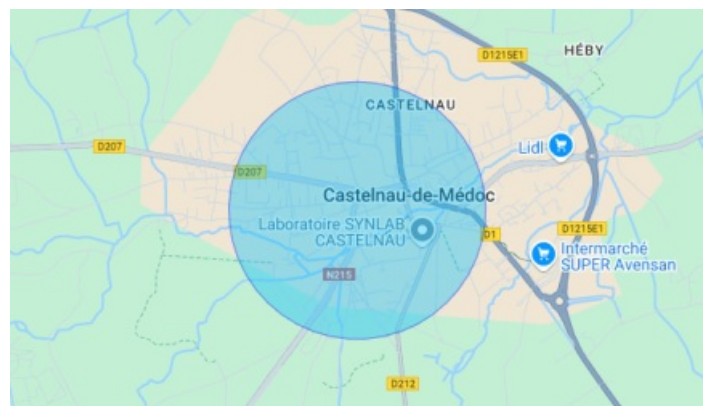 D1215E1
HÉBY
CASTELNAU
Lidl
D207
D207
Castelnau-de-Médoc
Laboratoire SYNLAB
CASTELNAU
D1
D1215E1
Intermarché
SUPER Avensan
N215
D212